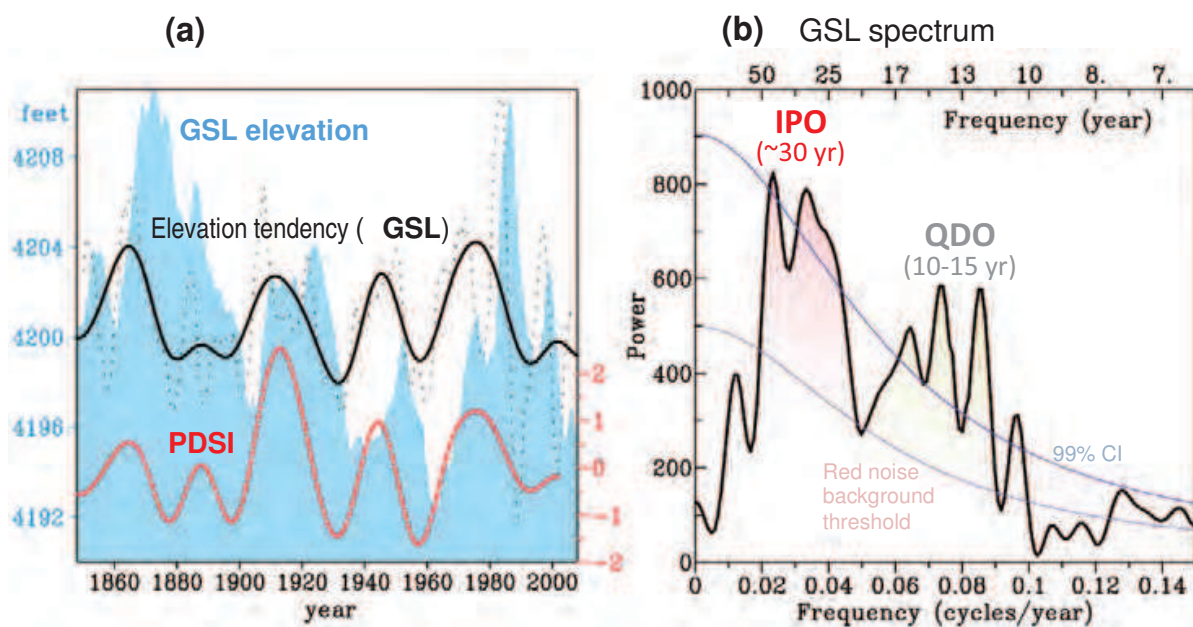 (a)
feet
4208
4204
4200
4196
4192
GSL elevation
Elevation tendency ( GSL)
PDSI
2
1
0
-1
-2
1860 1880 1900 1920 1940 1960 1980 2000
year
(b) GSL spectrum
50 25 17 13 10 8. 7.
Frequency (year)
1000
800
600
400
200
0
Power
IPO
(~30 yr)
QDO
(10-15 yr)
99% CI
Red noise
background
threshold
0 0.02 0.04 0.06 0.08 0.1 0.12 0.14
Frequency (cycles/year)